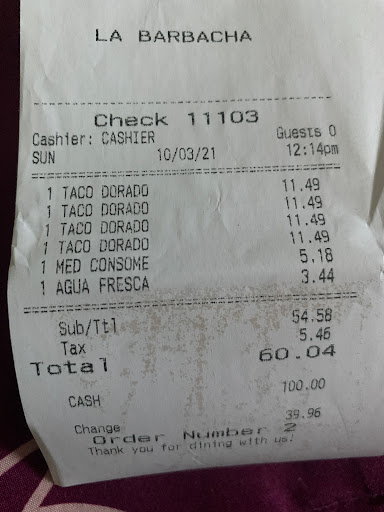 LA BARBACHA
Check 11103
Cashier: CASHIER Guests 0
SUN 10/03/21 12:14pm
1 TACO DORADO 11.49
1 TACO DORADO 11.49
1 TACO DORADO 11.49
1 TACO DORADO 11.49
1 MED CONSOME 5.18
1 AGUA FRESCA 3.44
Sub/Ttl 54.58
Tax 5.46
Total 60.04
CASH 100.00
Change 39.96
Order Number 2
Thank you for dining with us!